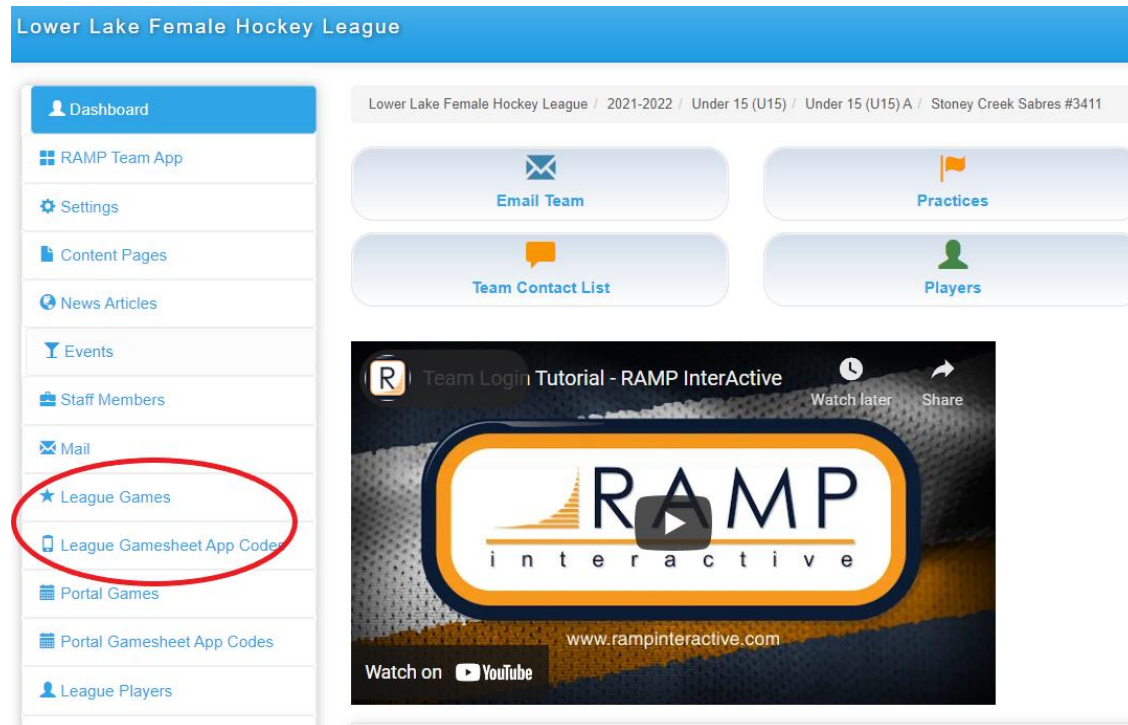 Lower Lake Female Hockey League
Dashboard
RAMP Team App
Settings
Content Pages
News Articles
Events
Staff Members
Mail
League Games
League Gamesheet App Codes
Portal Games
Portal Gamesheet App Codes
League Players
Lower Lake Female Hockey League / 2021-2022 / Under 15 (U15) / Under 15 (U15) A / Stoney Creek Sabres #3411
Email Team
Practices
Team Contact List
Players
R
Team Login Tutorial - RAMP InterActive
Watch later
Share
RAMP
interactive
www.rampinteractive.com
Watch on YouTube